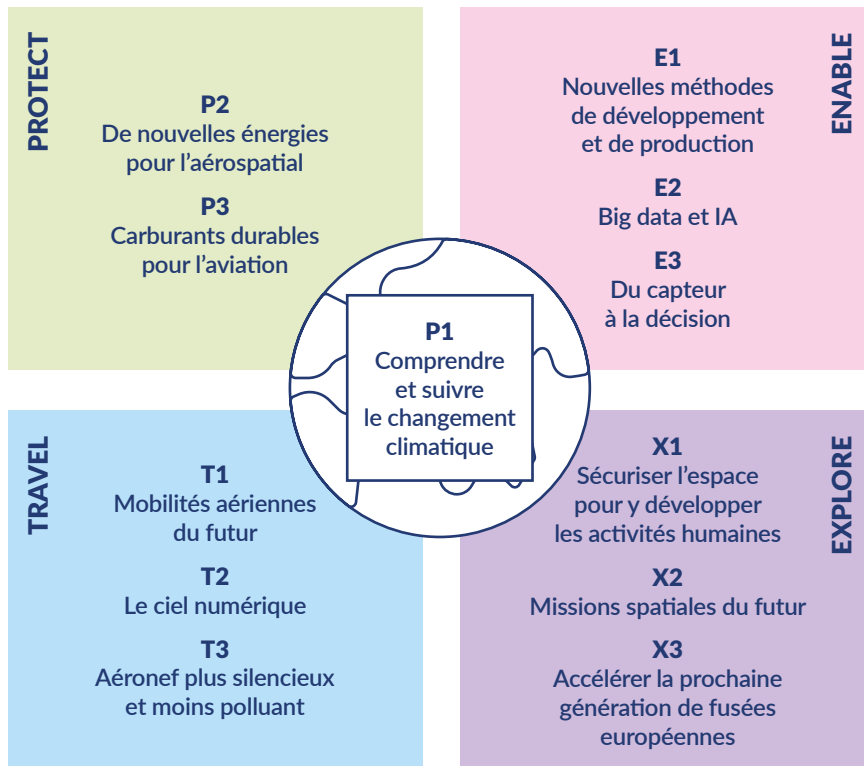 PROTECT
P2
De nouvelles énergies
pour l’aérospatial
P3
Carburants durables
pour l’aviation
ENABLE
E1
Nouvelles méthodes
de développement
et de production
E2
Big data et IA
E3
Du capteur
à la décision
P1
Comprendre
et suivre
le changement
climatique
TRAVEL
T1
Mobilités aériennes
du futur
T2
Le ciel numérique
T3
Aéronef plus silencieux
et moins polluant
EXPLORE
X1
Sécuriser l’espace
pour y développer
les activités humaines
X2
Missions spatiales du futur
X3
Accélérer la prochaine
génération de fusées
européennes